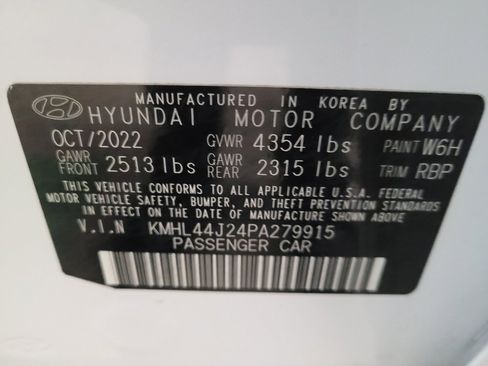 MANUFACTURED IN KOREA BY
HYUNDAI MOTOR COMPANY
OCT/2022 GVWR 4354 lbs PAINT W6H
GAWR FRONT 2513 lbs GAWR REAR 2315 lbs TRIM RBP
THIS VEHICLE CONFORMS TO ALL APPLICABLE U.S.A. FEDERAL
MOTOR VEHICLE SAFETY, BUMPER, AND THEFT PREVENTION STANDARDS
IN EFFECT ON THE DATE OF MANUFACTURE SHOWN ABOVE.
V.I.N KMHL44J24PA279915
PASSENGER CAR